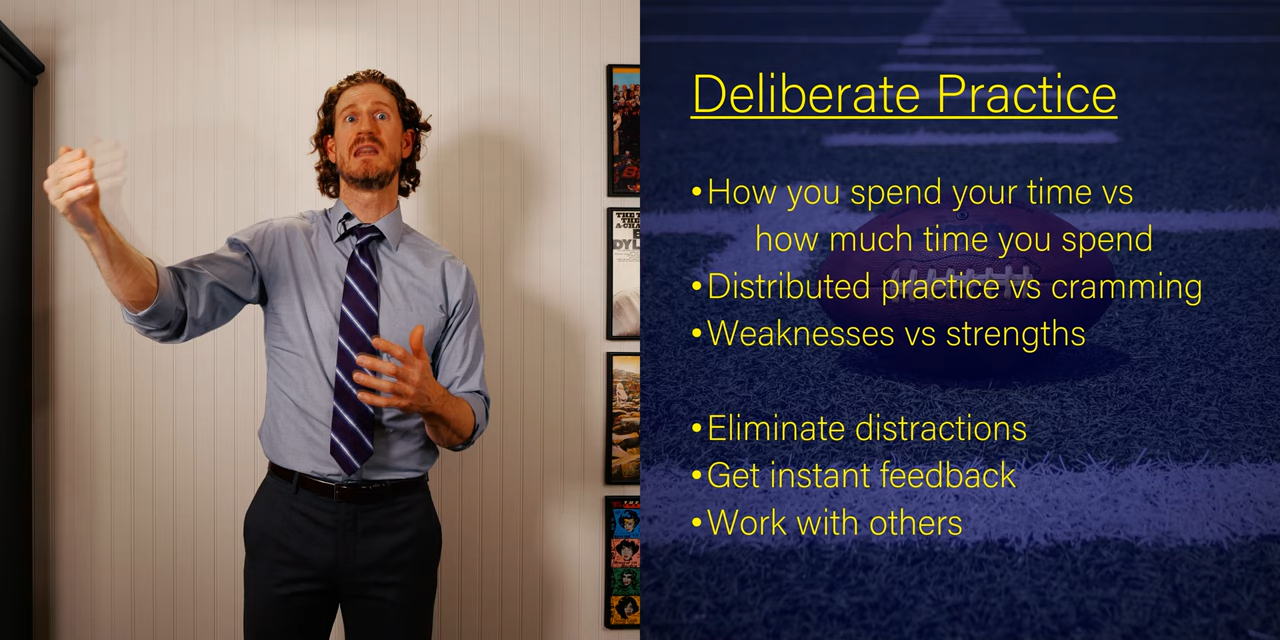 Deliberate Practice
•How you spend your time vs
how much time you spend
•Distributed practice vs cramming
•Weaknesses vs strengths
•Eliminate distractions
•Get instant feedback
•Work with others